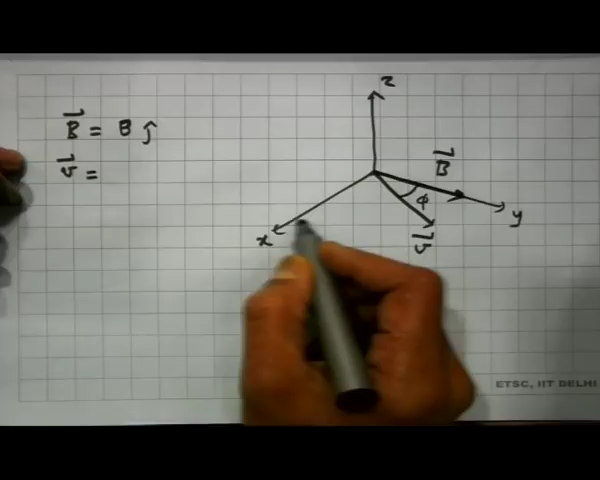 z
B⃗ = B ĵ
v⃗ =
B⃗
ϕ
y
v⃗
x
ETSC, IIT DELHI